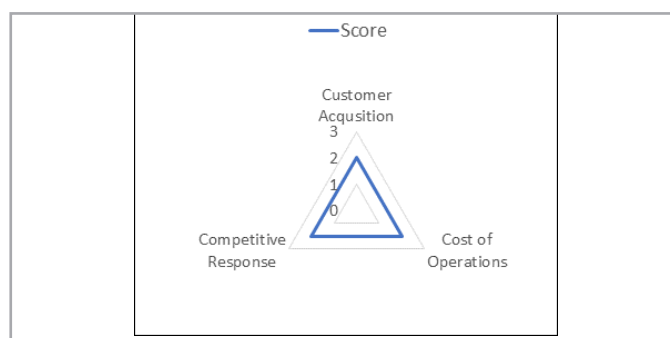 Score
Customer
Acqusition
3
2
1
0
Competitive
Response
Cost of
Operations